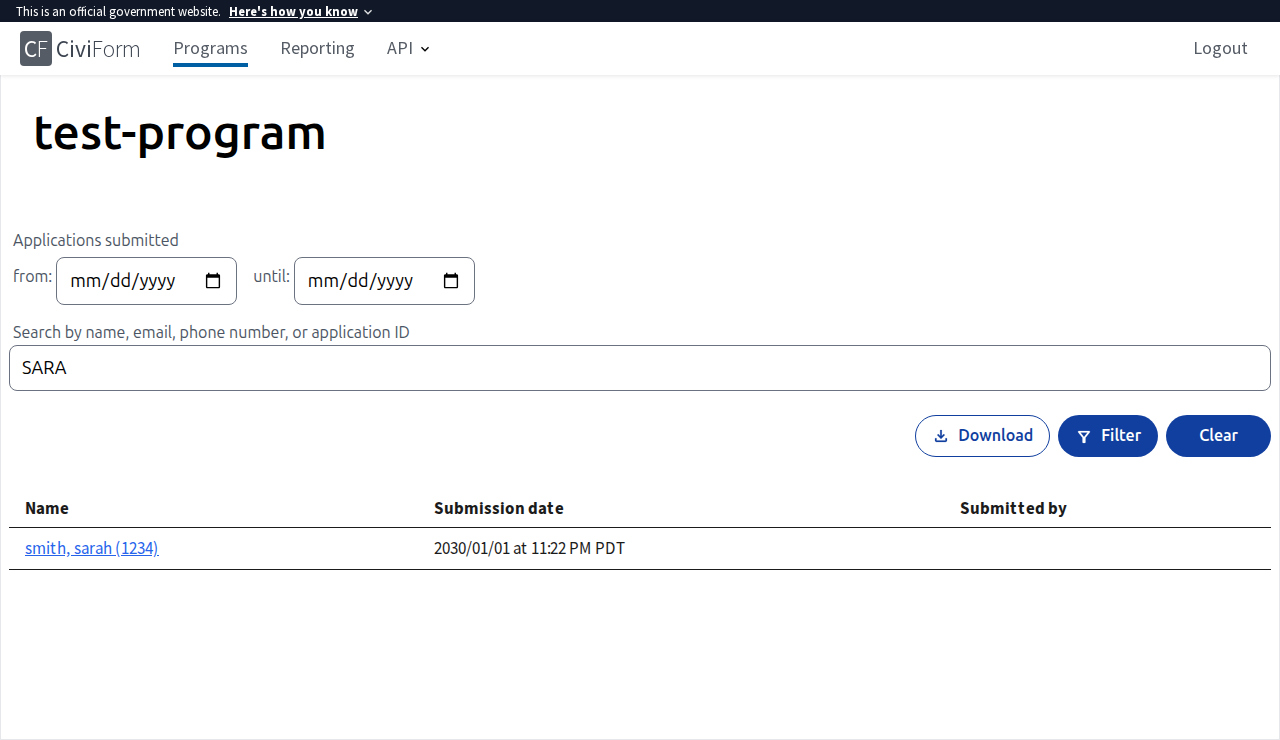 This is an official government website. Here's how you know
CF CiviForm Programs Reporting API Logout
test-program
Applications submitted
from: mm/dd/yyyy until: mm/dd/yyyy
Search by name, email, phone number, or application ID
SARA
Download Filter Clear
Name Submission date Submitted by
smith, sarah (1234) 2030/01/01 at 11:22 PM PDT